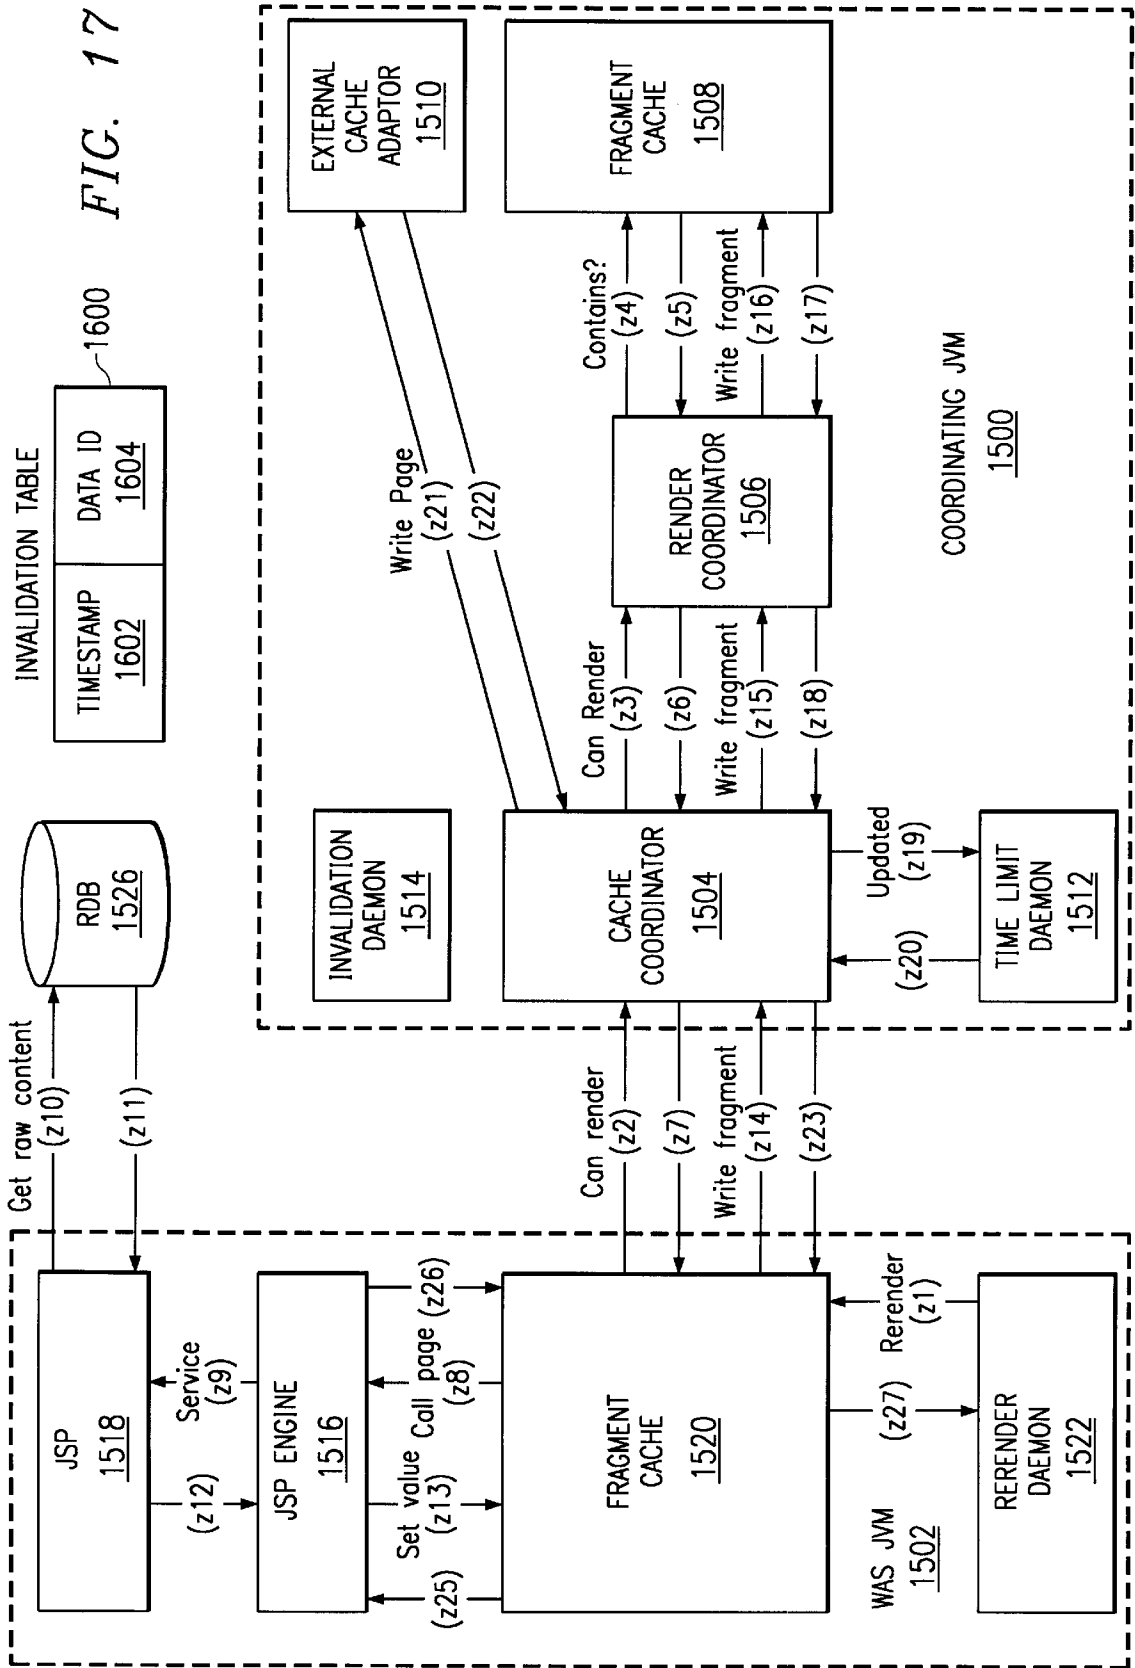 FIG. 17
INVALIDATION TABLE
TIMESTAMP
1602
DATA ID
1604
1600
RDB
1526
Get raw content
(z10)
(z11)
JSP
1518
Service
(z9)
(z12)
JSP ENGINE
1516
(z26)
Call page
(z8)
Set value
(z13)
(z25)
FRAGMENT
CACHE
1520
Rerender
(z1)
(z27)
RERENDER
DAEMON
1522
WAS JVM
1502
Can render
(z2)
(z7)
Write fragment
(z14)
(z23)
INVALIDATION
DAEMON
1514
CACHE
COORDINATOR
1504
Updated
(z19)
(z20)
TIME LIMIT
DAEMON
1512
Write Page
(z21)
(z22)
Can Render
(z3)
(z6)
Write fragment
(z15)
(z18)
RENDER
COORDINATOR
1506
Contains?
(z4)
(z5)
Write fragment
(z16)
(z17)
EXTERNAL
CACHE
ADAPTOR
1510
FRAGMENT
CACHE
1508
COORDINATING JVM
1500